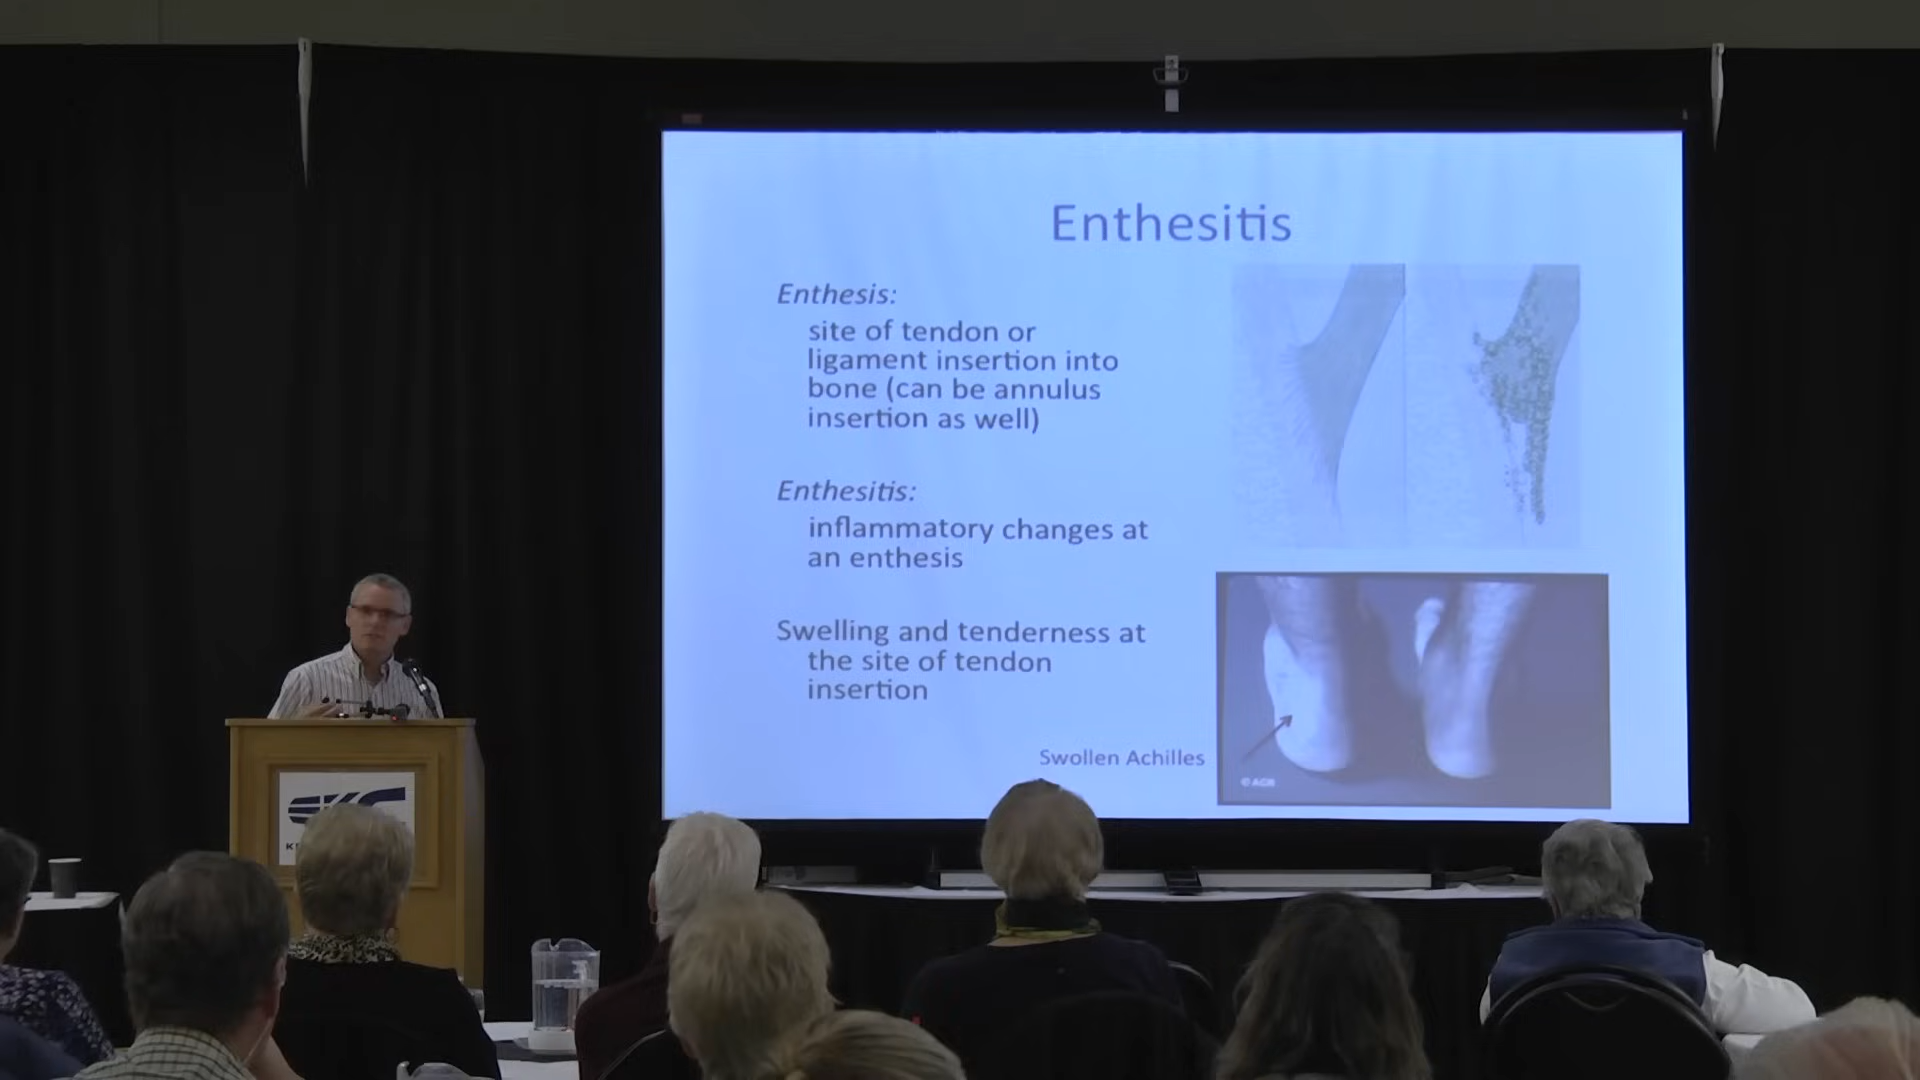 Enthesitis
Enthesis:
site of tendon or
ligament insertion into
bone (can be annulus
insertion as well)
Enthesitis:
inflammatory changes at
an enthesis
Swelling and tenderness at
the site of tendon
insertion
Swollen Achilles
© ACR